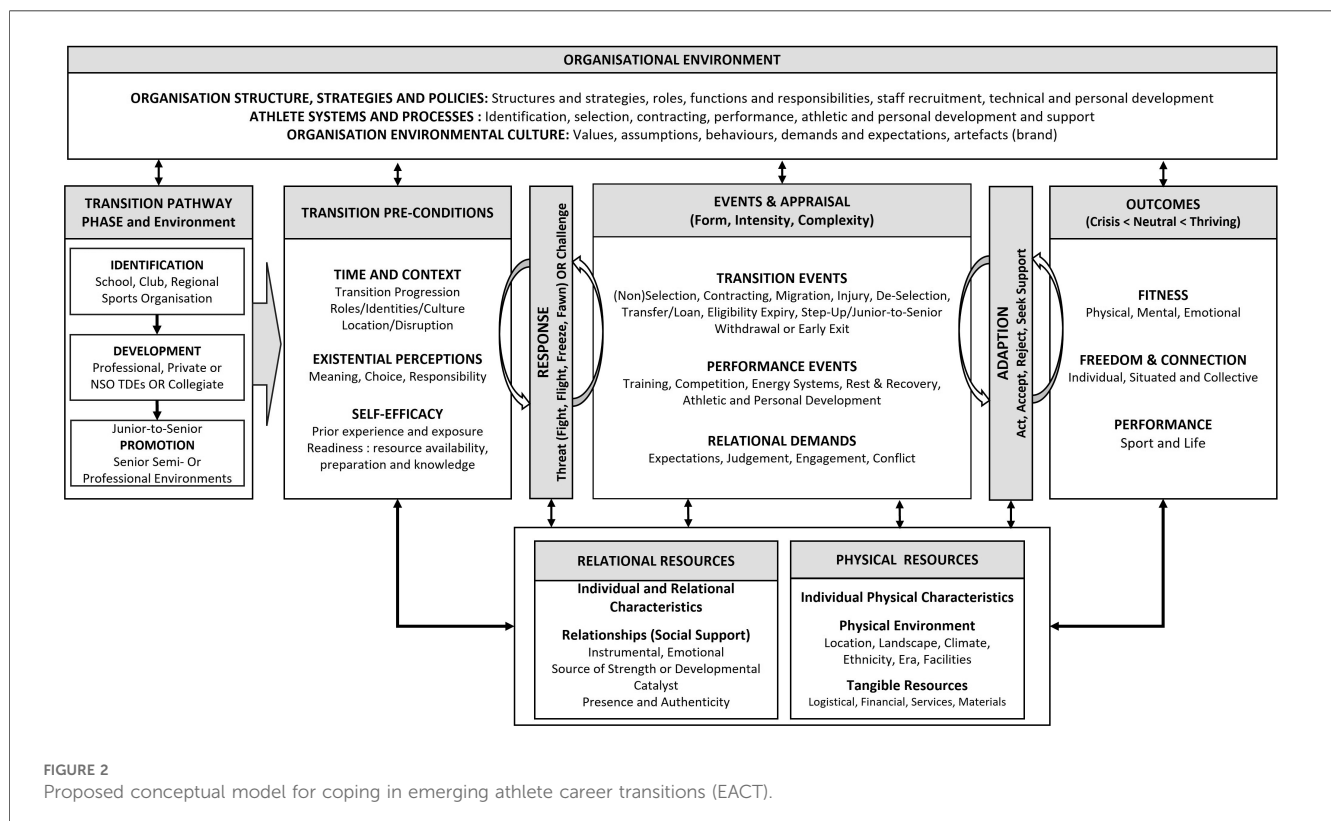 ORGANISATIONAL ENVIRONMENT
ORGANISATION STRUCTURE, STRATEGIES AND POLICIES: Structures and strategies, roles, functions and responsibilities, staff recruitment, technical and personal development
ATHLETE SYSTEMS AND PROCESSES : Identification, selection, contracting, performance, athletic and personal development and support
ORGANISATION ENVIRONMENTAL CULTURE: Values, assumptions, behaviours, demands and expectations, artefacts (brand)
TRANSITION PATHWAY
PHASE and Environment
IDENTIFICATION
School, Club, Regional
Sports Organisation
DEVELOPMENT
Professional, Private or
NSO TDEs OR Collegiate
Junior-to-Senior
PROMOTION
Senior Semi- Or
Professional Environments
TRANSITION PRE-CONDITIONS
TIME AND CONTEXT
Transition Progression
Roles/Identities/Culture
Location/Disruption
EXISTENTIAL PERCEPTIONS
Meaning, Choice, Responsibility
SELF-EFFICACY
Prior experience and exposure
Readiness : resource availability,
preparation and knowledge
RESPONSE
Threat (Fight, Flight, Freeze, Fawn) OR Challenge
EVENTS & APPRAISAL
(Form, Intensity, Complexity)
TRANSITION EVENTS
(Non)Selection, Contracting, Migration, Injury, De-Selection,
Transfer/Loan, Eligibility Expiry, Step-Up/Junior-to-Senior
Withdrawal or Early Exit
PERFORMANCE EVENTS
Training, Competition, Energy Systems, Rest & Recovery,
Athletic and Personal Development
RELATIONAL DEMANDS
Expectations, Judgement, Engagement, Conflict
ADAPTION
Act, Accept, Reject, Seek Support
OUTCOMES
(Crisis < Neutral < Thriving)
FITNESS
Physical, Mental, Emotional
FREEDOM & CONNECTION
Individual, Situated and Collective
PERFORMANCE
Sport and Life
RELATIONAL RESOURCES
Individual and Relational
Characteristics
Relationships (Social Support)
Instrumental, Emotional
Source of Strength or Developmental
Catalyst
Presence and Authenticity
PHYSICAL RESOURCES
Individual Physical Characteristics
Physical Environment
Location, Landscape, Climate,
Ethnicity, Era, Facilities
Tangible Resources
Logistical, Financial, Services, Materials
FIGURE 2
Proposed conceptual model for coping in emerging athlete career transitions (EACT).